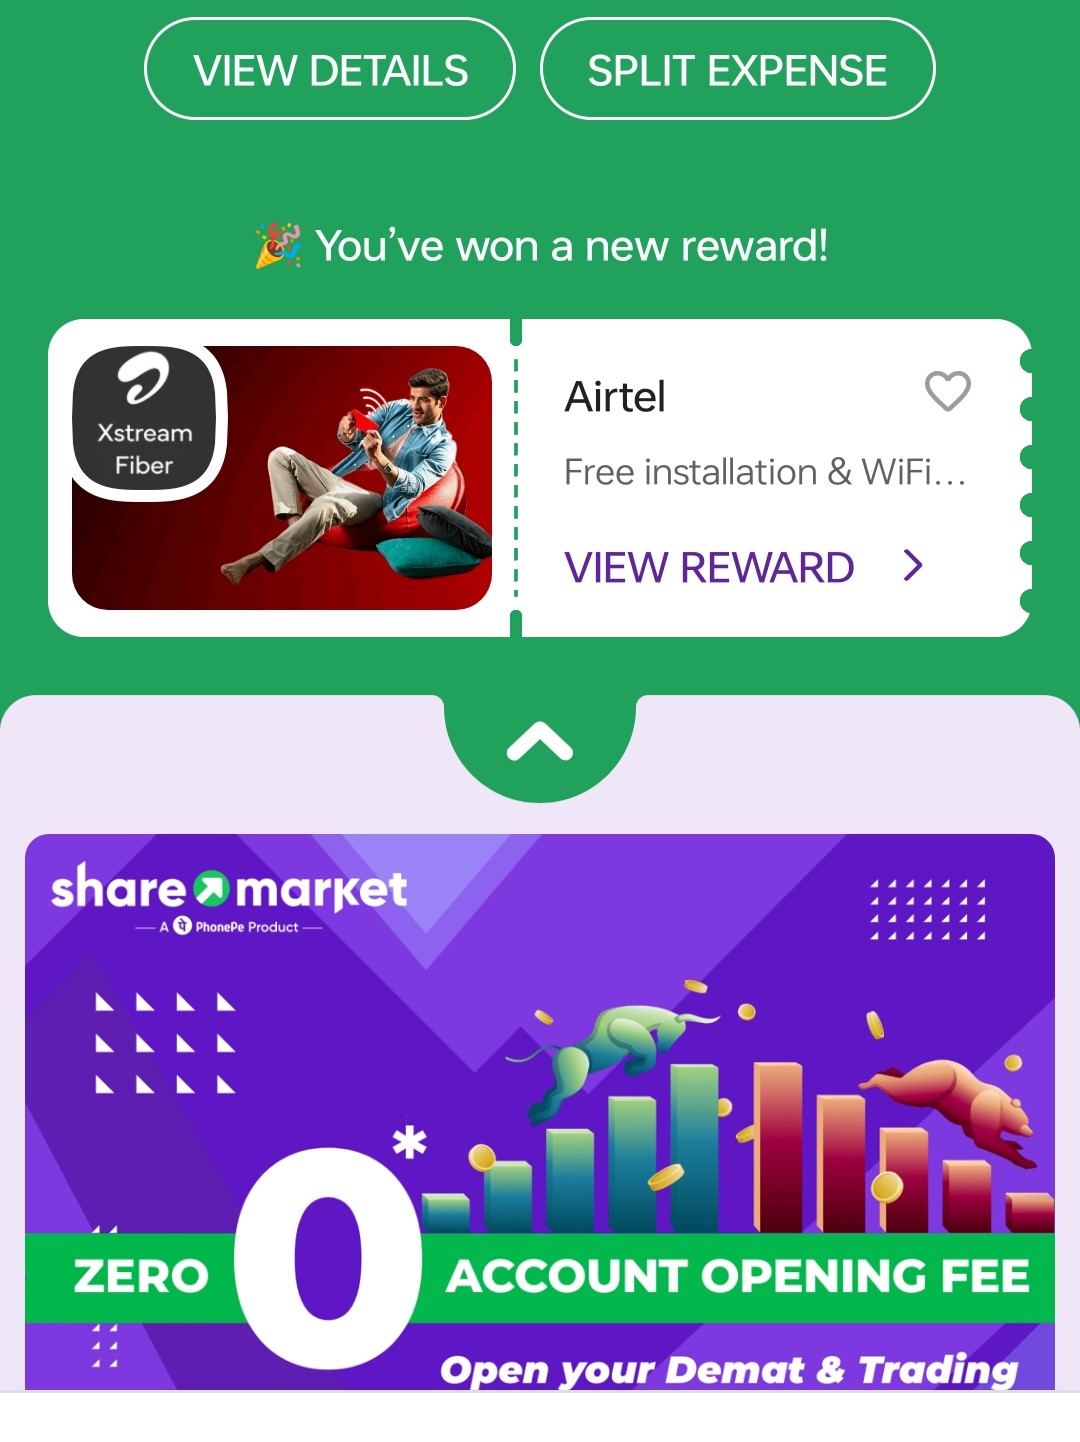 VIEW DETAILS
SPLIT EXPENSE
🎉 You’ve won a new reward!
Xstream
Fiber
Airtel
Free installation & WiFi...
VIEW REWARD >
share market
A पे PhonePe Product
ZERO 0* ACCOUNT OPENING FEE
Open your Demat & Trading